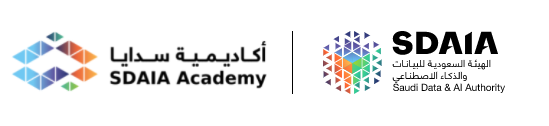 أكاديمية سدايا
SDAIA Academy
SDAIA
الهيئة السعودية للبيانات
والذكاء الاصطناعي
Saudi Data & AI Authority